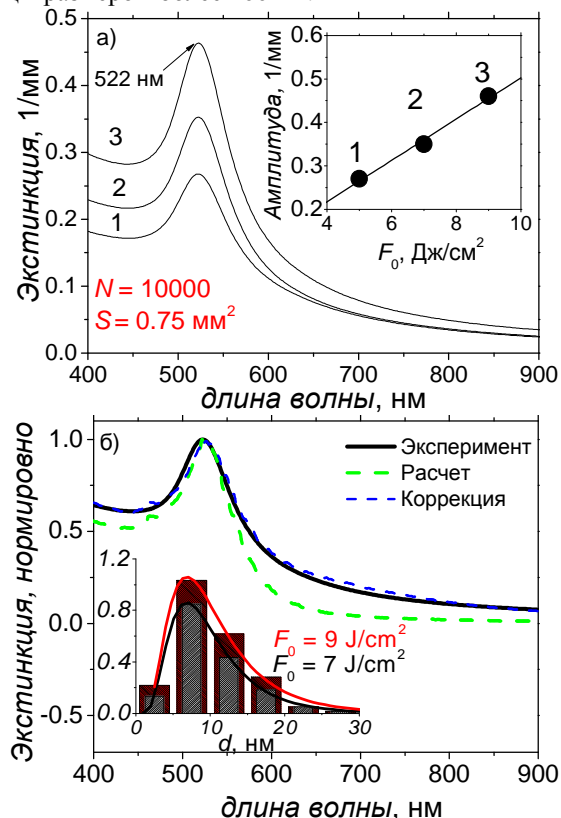 а)
522 нм
3
2
1
N = 10000
S = 0.75 мм²
Экстинкция, 1/мм
0.5
0.4
0.3
0.2
0.1
0.0
400 500 600 700 800 900
длина волны, нм
Амплитуда, 1/мм
0.6
0.5
0.4
0.3
0.2
1
2
3
4 6 8 10
F₀, Дж/см²
б)
Эксперимент
Расчет
Коррекция
Экстинкция, нормировно
1.0
0.5
0.0
-0.5
1.2
0.6
0.0
F₀ = 9 J/cm²
F₀ = 7 J/cm²
0 10 20 30
d, нм
400 500 600 700 800 900
длина волны, нм